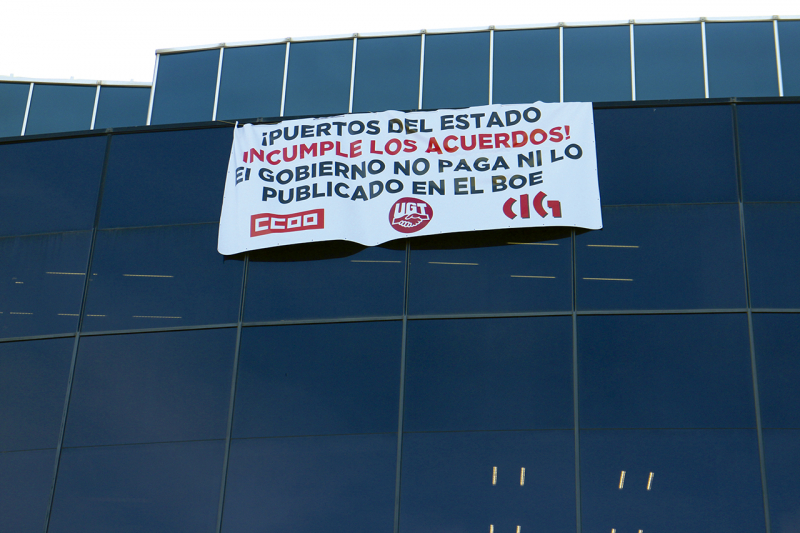 ¡PUERTOS DEL ESTADO
INCUMPLE LOS ACUERDOS!
El GOBIERNO NO PAGA NI LO
PUBLICADO EN EL BOE
CCOO UGT CIG